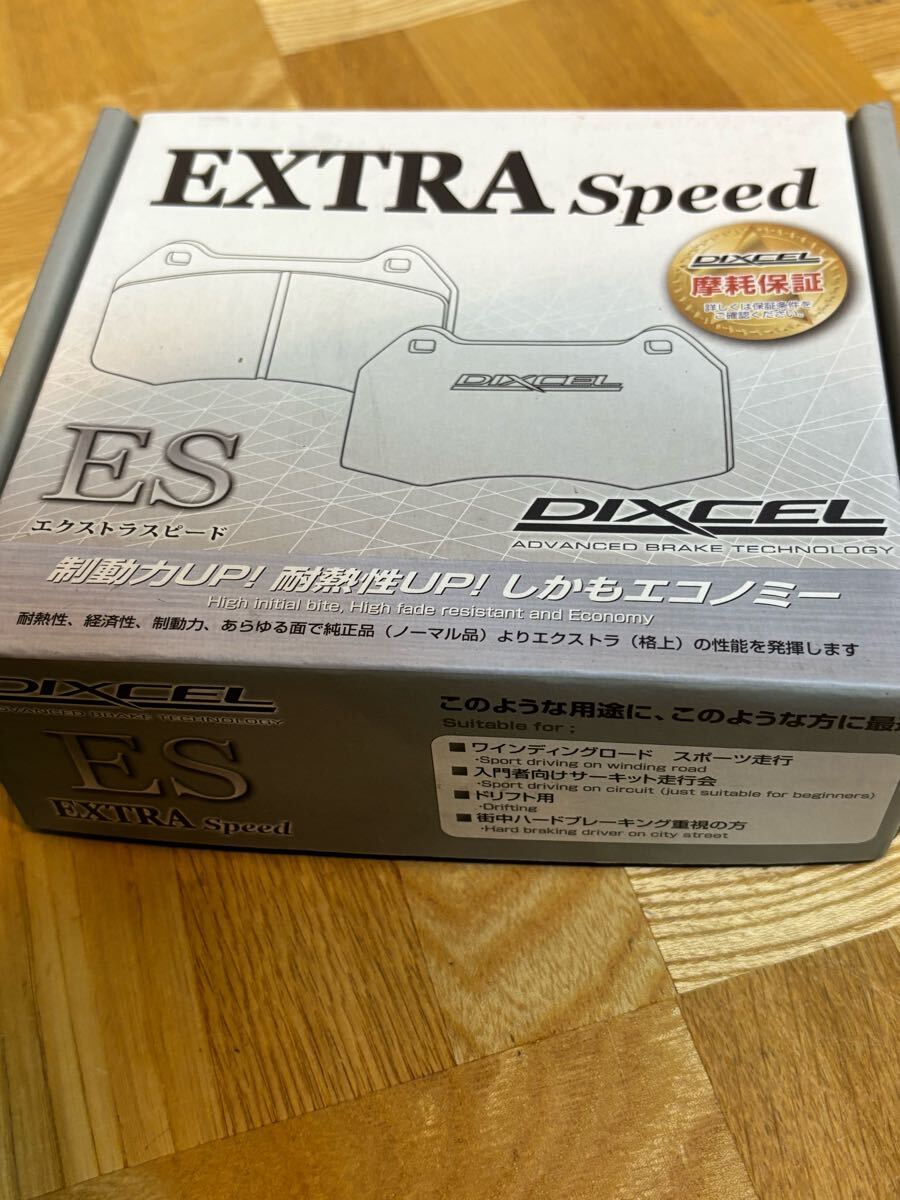 EXTRA Speed
DIXCEL
摩耗保証
詳しくは保証条件を
ご確認ください。
DIXCEL
ES
エクストラスピード
DIXCEL
ADVANCED BRAKE TECHNOLOGY
制動力UP! 耐熱性UP! しかもエコノミー
High initial bite, High fade resistant and Economy
耐熱性、経済性、制動力、あらゆる面で純正品（ノーマル品）よりエクストラ（格上）の性能を発揮します
DIXCEL
ADVANCED BRAKE TECHNOLOGY
ES
EXTRA Speed
このような用途に、このような方に最
Suitable for ;
■ ワインディングロード スポーツ走行
・Sport driving on winding road
■ 入門者向けサーキット走行会
・Sport driving on circuit (just suitable for beginners)
■ ドリフト用
・Drifting
■ 街中ハードブレーキング重視の方
・Hard braking driver on city street